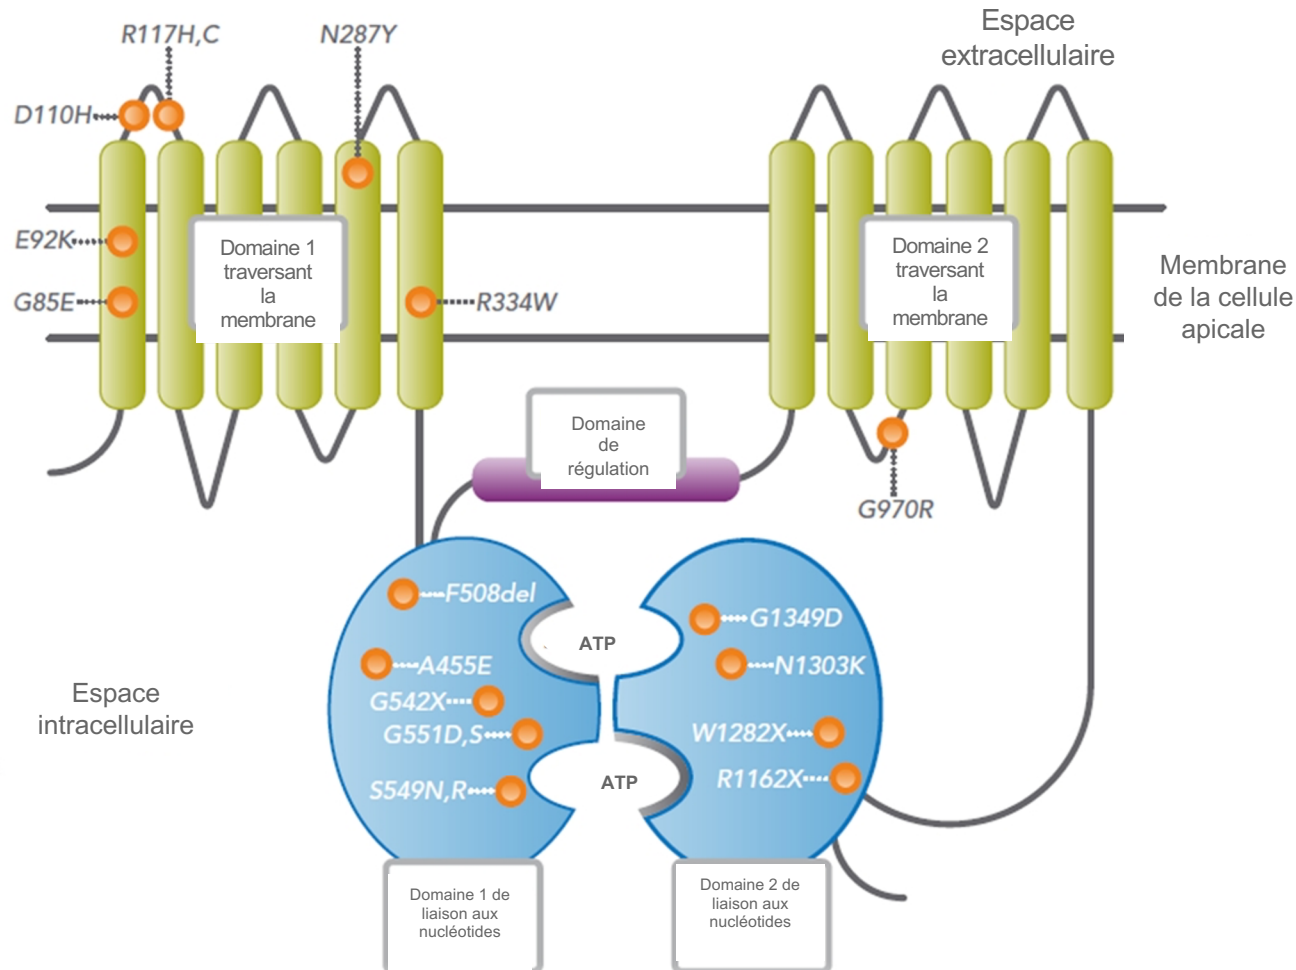 R117H,C
N287Y
Espace
extracellulaire
D110H
E92K
G85E
Domaine 1
traversant
la
membrane
R334W
Domaine 2
traversant
la
membrane
Membrane
de la cellule
apicale
Domaine
de
régulation
G970R
F508del
A455E
G542X
G551D,S
S549N,R
ATP
ATP
G1349D
N1303K
W1282X
R1162X
Espace
intracellulaire
Domaine 1 de
liaison aux
nucléotides
Domaine 2 de
liaison aux
nucléotides